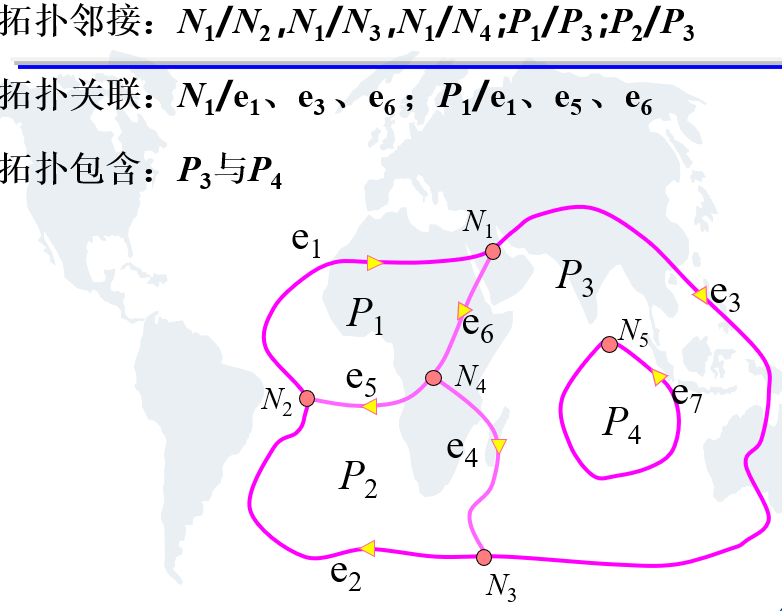 拓扑邻接：N₁/N₂,N₁/N₃,N₁/N₄;P₁/P₃;P₂/P₃
拓扑关联：N₁/e₁、e₃、e₆；P₁/e₁、e₅、e₆
拓扑包含：P₃与P₄
N₁
e₁
P₃
e₃
P₁
e₆
N₅
e₅
N₄
N₂
e₇
P₄
e₄
P₂
e₂
N₃